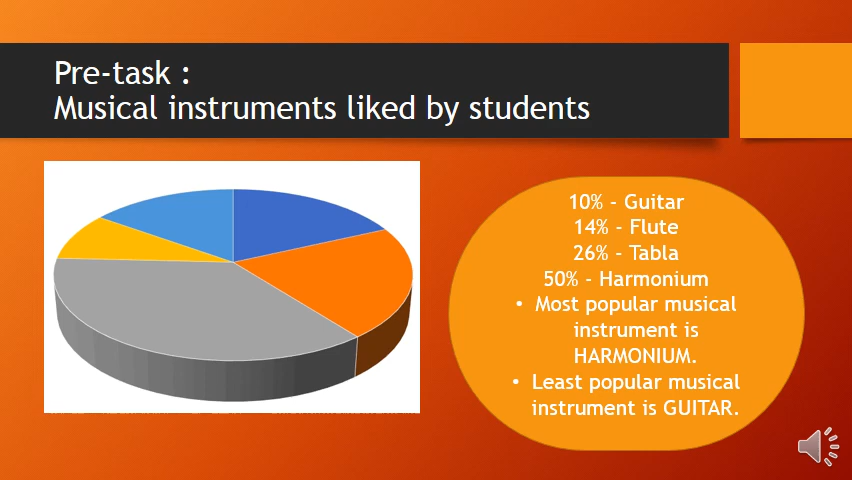 Pre-task :
Musical instruments liked by students
10% - Guitar
14% - Flute
26% - Tabla
50% - Harmonium
• Most popular musical
instrument is
HARMONIUM.
• Least popular musical
instrument is GUITAR.